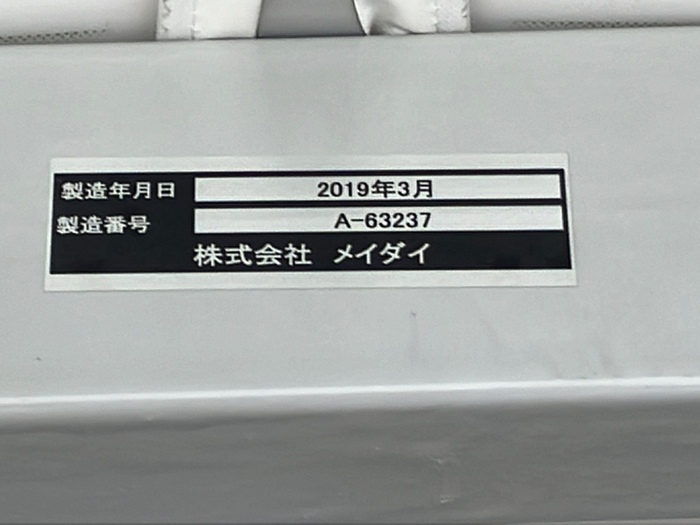 製造年月日 2019年3月
製造番号 A-63237
株式会社 メイダイ